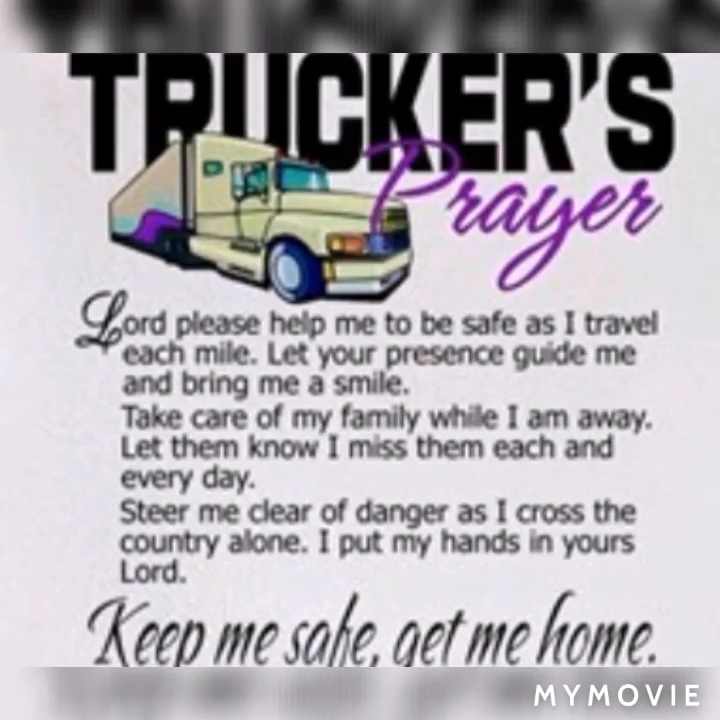 TRUCKER'S
Prayer
Lord please help me to be safe as I travel
each mile. Let your presence guide me
and bring me a smile.
Take care of my family while I am away.
Let them know I miss them each and
every day.
Steer me clear of danger as I cross the
country alone. I put my hands in yours
Lord.
Keep me safe, get me home.
MYMOVIE